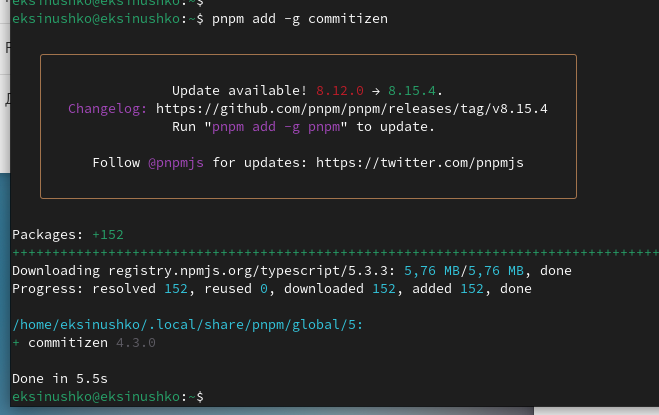 eksinushko@eksinushko:~$
eksinushko@eksinushko:~$ pnpm add -g commitizen
Update available! 8.12.0 → 8.15.4.
Changelog: https://github.com/pnpm/pnpm/releases/tag/v8.15.4
Run "pnpm add -g pnpm" to update.
Follow @pnpmjs for updates: https://twitter.com/pnpmjs
Packages: +152
++++++++++++++++++++++++++++++++++++++++++++++++++++++++++++++++++++++++++++++++
Downloading registry.npmjs.org/typescript/5.3.3: 5,76 MB/5,76 MB, done
Progress: resolved 152, reused 0, downloaded 152, added 152, done
/home/eksinushko/.local/share/pnpm/global/5:
+ commitizen 4.3.0
Done in 5.5s
eksinushko@eksinushko:~$